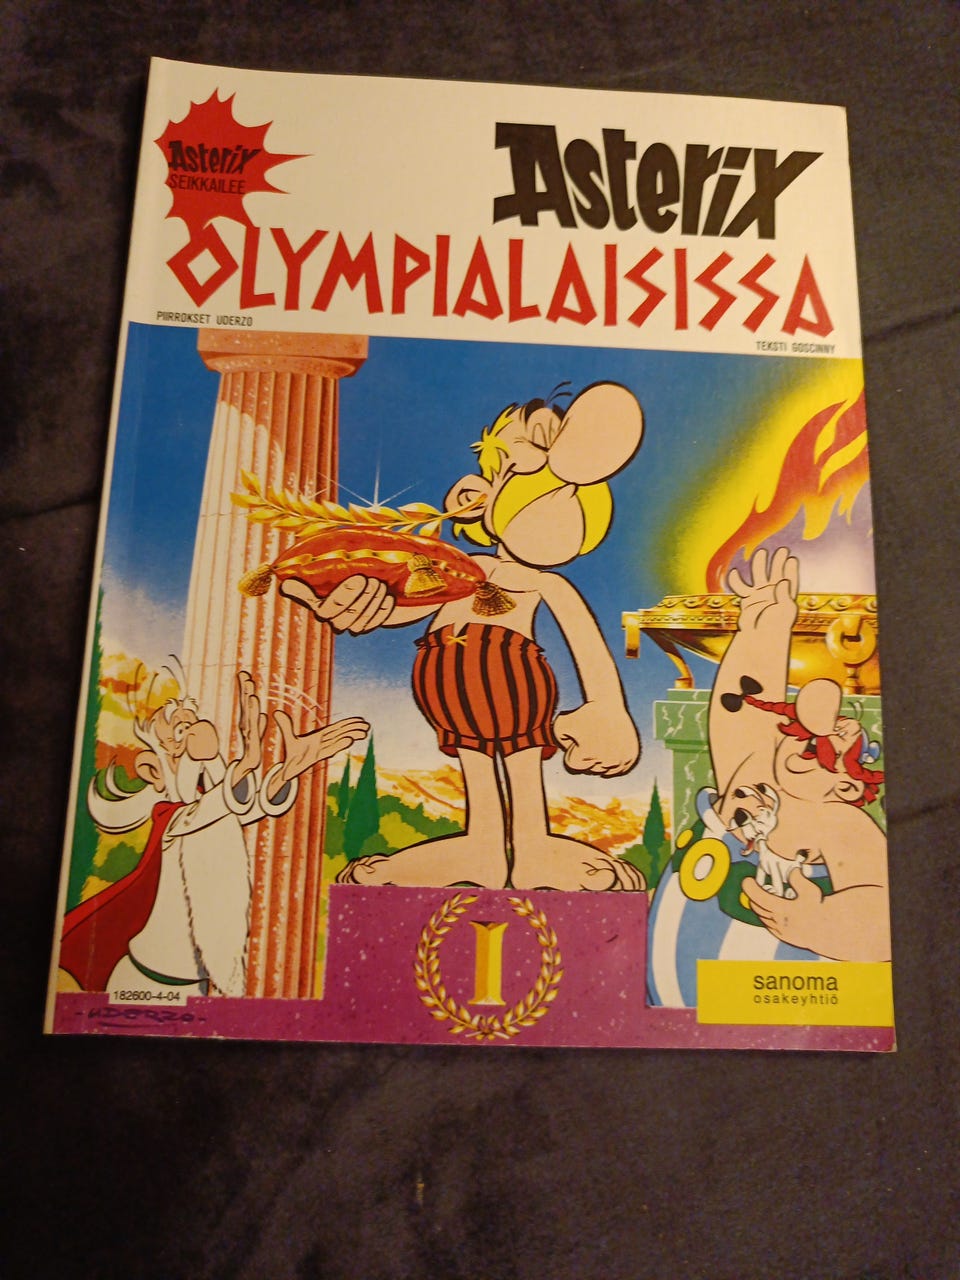 Asterix
SEIKKAILEE
Asterix
OLYMPIALAISISSA
PIIRROKSET UDERZO
TEKSTI GOSCINNY
I
sanoma
osakeyhtiö
182600-4-04
-UDERZO-